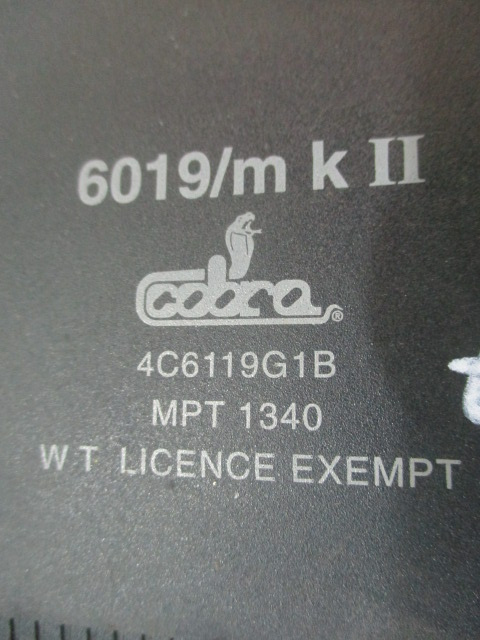 6019/m k II
cobra®
4C6119G1B
MPT 1340
W T LICENCE EXEMPT